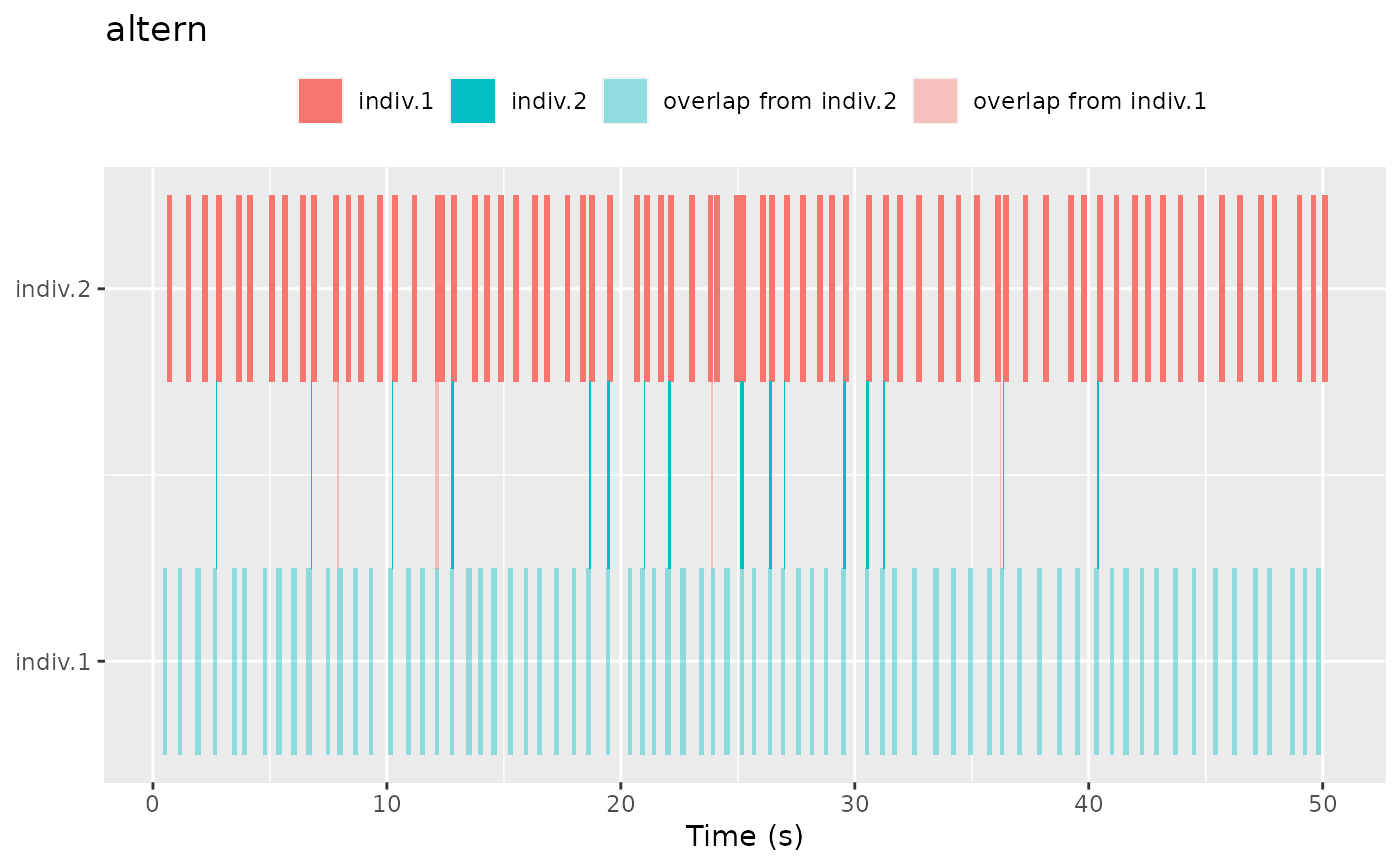 altern
indiv.1 indiv.2 overlap from indiv.2 overlap from indiv.1
indiv.2
indiv.1
0 10 20 30 40 50
Time (s)